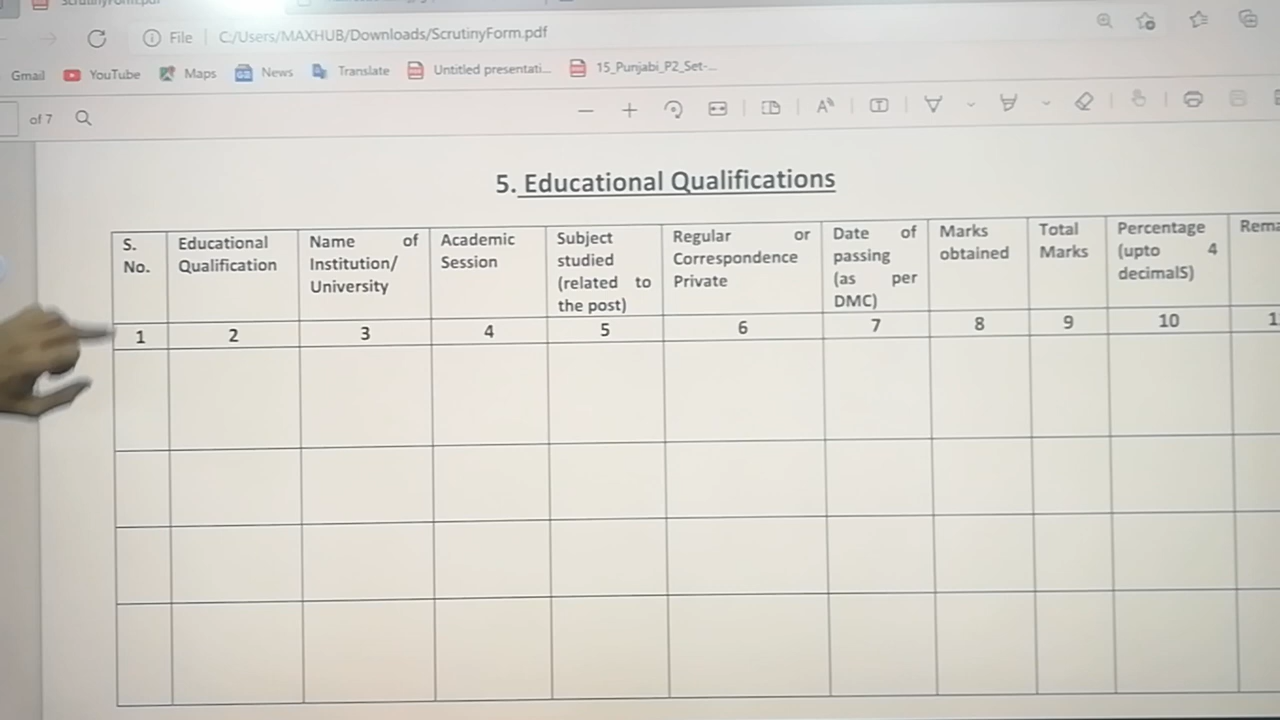 File C:/Users/MAXHUB/Downloads/ScrutinyForm.pdf
Gmail YouTube Maps News Translate Untitled presentati... 15_Punjabi_P2_Set-...
of 7
5. Educational Qualifications
S. No.
Educational Qualification
Name of Institution/ University
Academic Session
Subject studied (related to the post)
Regular or Correspondence Private
Date of passing (as per DMC)
Marks obtained
Total Marks
Percentage (upto 4 decimalS)
1 2 3 4 5 6 7 8 9 10